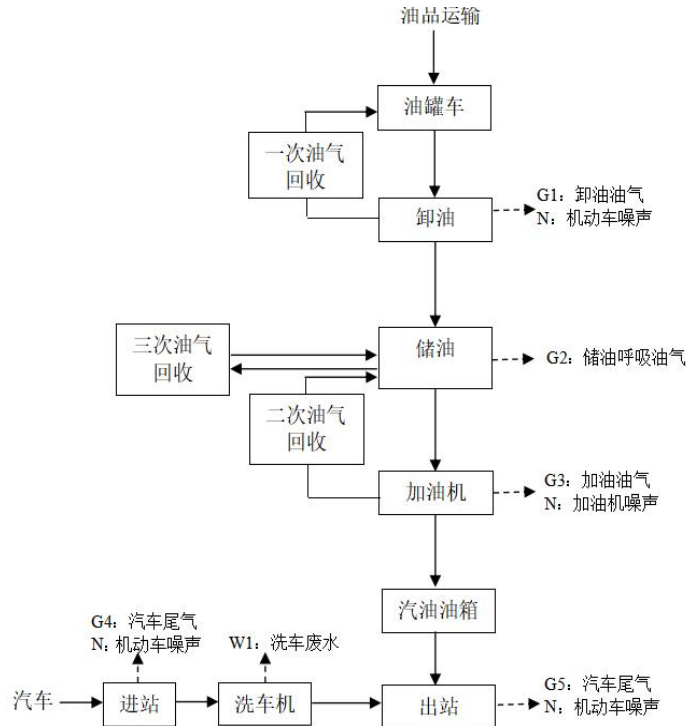 油品运输
油罐车
一次油气
回收
G1：卸油油气
N：机动车噪声
卸油
三次油气
回收
储油
G2：储油呼吸油气
二次油气
回收
加油机
G3：加油油气
N：加油机噪声
汽油油箱
G4：汽车尾气
N：机动车噪声
W1：洗车废水
汽车
进站
洗车机
出站
G5：汽车尾气
N：机动车噪声